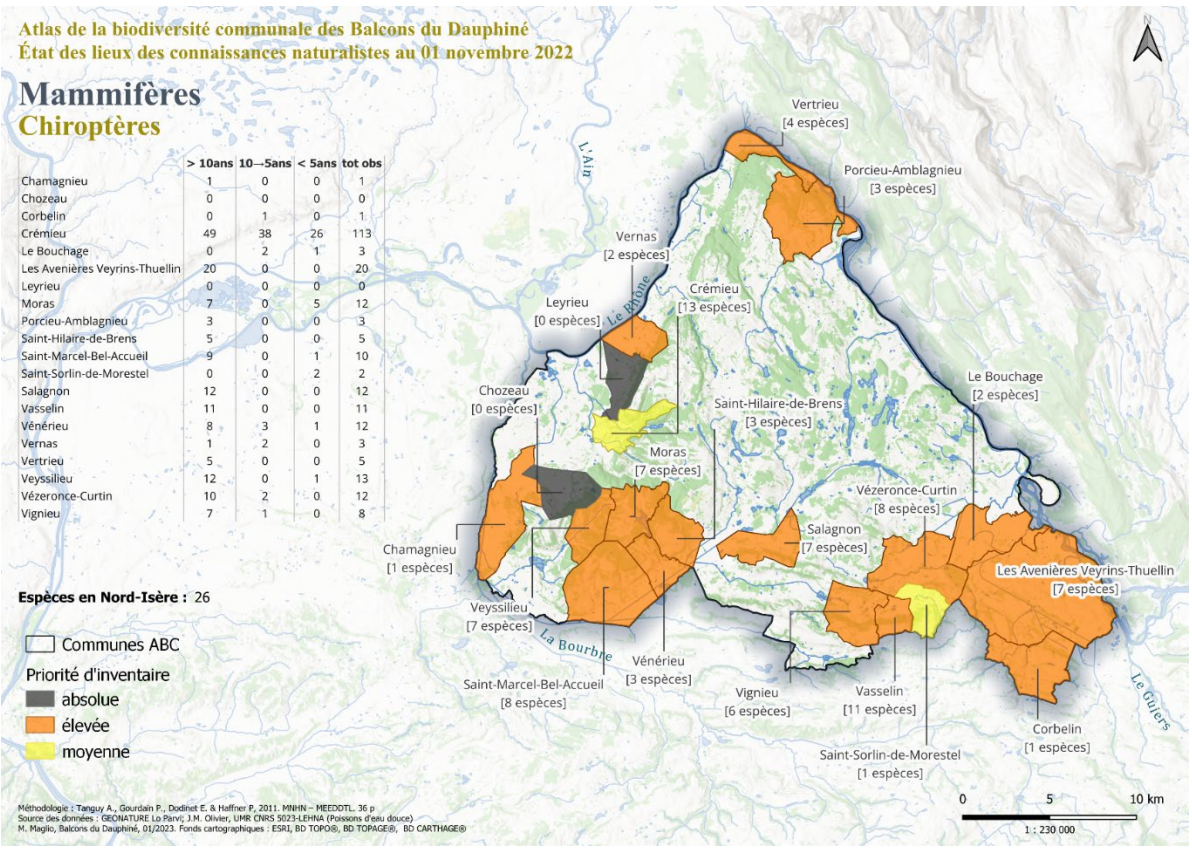 Atlas de la biodiversité communale des Balcons du Dauphiné
État des lieux des connaissances naturalistes au 01 novembre 2022
Mammifères
Chiroptères
> 10ans 10→5ans < 5ans tot obs
Chamagnieu 1 0 0 1
Chozeau 0 0 0 0
Corbelin 0 1 0 1
Crémieu 49 38 26 113
Le Bouchage 0 2 1 3
Les Avenières Veyrins-Thuellin 20 0 0 20
Leyrieu 0 0 0 0
Moras 7 0 5 12
Porcieu-Amblagnieu 3 0 0 3
Saint-Hilaire-de-Brens 5 0 0 5
Saint-Marcel-Bel-Accueil 9 0 1 10
Saint-Sorlin-de-Morestel 0 0 2 2
Salagnon 12 0 0 12
Vasselin 11 0 0 11
Vénérieu 8 3 1 12
Vernas 1 2 0 3
Vertrieu 5 0 0 5
Veyssilieu 12 0 1 13
Vézeronce-Curtin 10 2 0 12
Vignieu 7 1 0 8
Espèces en Nord-Isère : 26
Communes ABC
Priorité d'inventaire
absolue
élevée
moyenne
N
L'Ain
Vertrieu
[4 espèces]
Porcieu-Amblagnieu
[3 espèces]
Vernas
[2 espèces]
Le Rhône
Crémieu
[13 espèces]
Leyrieu
[0 espèces]
Chozeau
[0 espèces]
Saint-Hilaire-de-Brens
[3 espèces]
Le Bouchage
[2 espèces]
Moras
[7 espèces]
Vézeronce-Curtin
[8 espèces]
Salagnon
[7 espèces]
Chamagnieu
[1 espèces]
Les Avenières Veyrins-Thuellin
[7 espèces]
Veyssilieu
[7 espèces]
La Bourbre
Vénérieu
[3 espèces]
Saint-Marcel-Bel-Accueil
[8 espèces]
Vignieu
[6 espèces]
Vasselin
[11 espèces]
Le Guiers
Corbelin
[1 espèces]
Saint-Sorlin-de-Morestel
[1 espèces]
0 5 10 km
1 : 230 000
Méthodologie : Tanguy A., Gourdain P., Dodinet E. & Haffner P, 2011. MNHN – MEEDDTL. 36 p
Source des données : GEONATURE Lo Parvi; J.M. Olivier, UMR CNRS 5023-LEHNA (Poissons d'eau douce)
M. Maglio, Balcons du Dauphiné, 01/2023. Fonds cartographiques : ESRI, BD TOPO®, BD TOPAGE®, BD CARTHAGE®